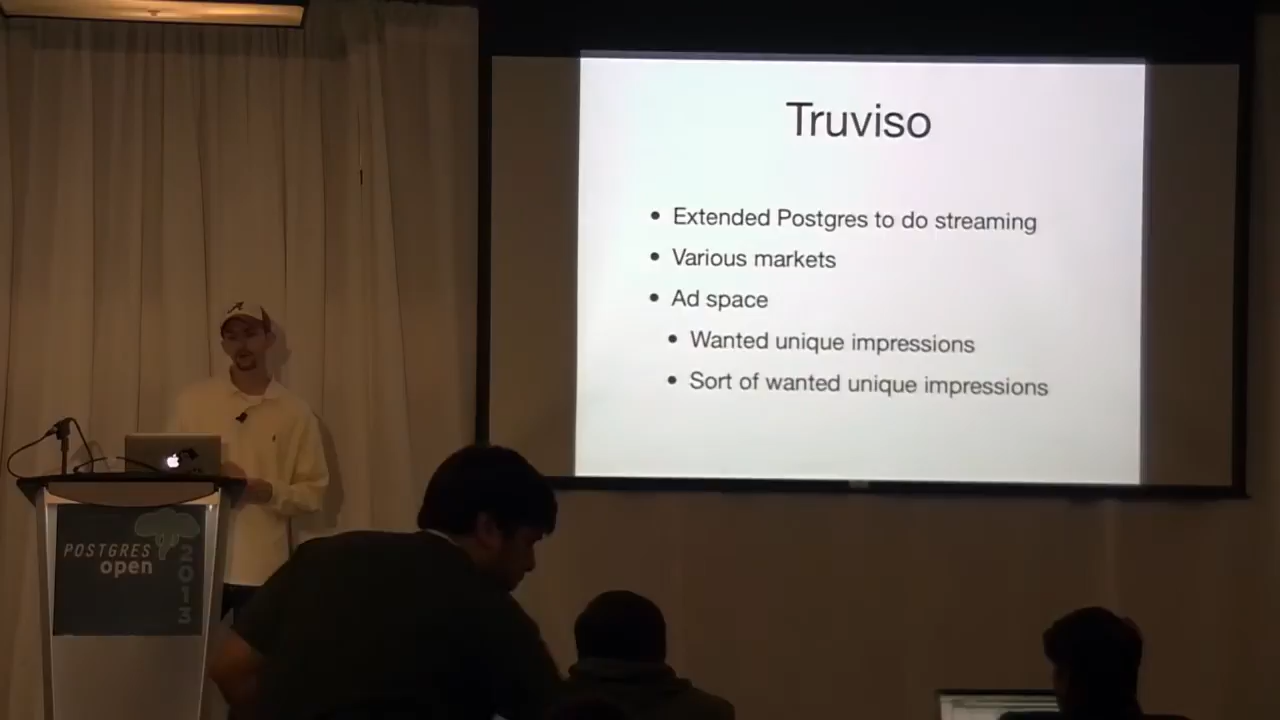 Truviso
• Extended Postgres to do streaming
• Various markets
• Ad space
• Wanted unique impressions
• Sort of wanted unique impressions
A
POSTGRES
open
2013